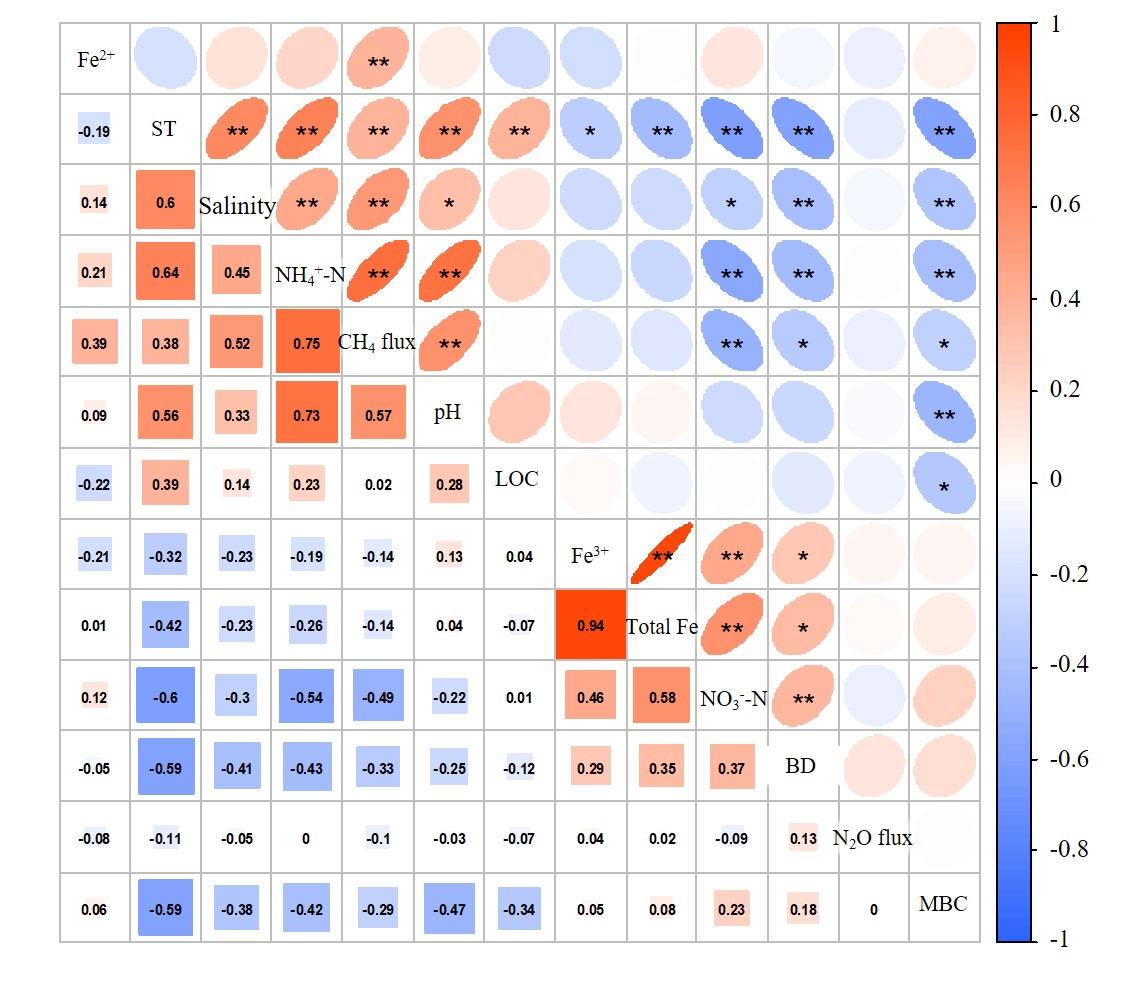 Fe²⁺ **
-0.19 ST ** ** ** ** ** * ** ** ** **
0.14 0.6 Salinity ** ** * * ** **
0.21 0.64 0.45 NH₄⁺-N ** ** ** ** **
0.39 0.38 0.52 0.75 CH₄ flux ** ** * *
0.09 0.56 0.33 0.73 0.57 pH **
-0.22 0.39 0.14 0.23 0.02 0.28 LOC *
-0.21 -0.32 -0.23 -0.19 -0.14 0.13 0.04 Fe³⁺ ** ** *
0.01 -0.42 -0.23 -0.26 -0.14 0.04 -0.07 0.94 Total Fe ** *
0.12 -0.6 -0.3 -0.54 -0.49 -0.22 0.01 0.46 0.58 NO₃⁻-N **
-0.05 -0.59 -0.41 -0.43 -0.33 -0.25 -0.12 0.29 0.35 0.37 BD
-0.08 -0.11 -0.05 0 -0.1 -0.03 -0.07 0.04 0.02 -0.09 0.13 N₂O flux
0.06 -0.59 -0.38 -0.42 -0.29 -0.47 -0.34 0.05 0.08 0.23 0.18 0 MBC
1
0.8
0.6
0.4
0.2
0
-0.2
-0.4
-0.6
-0.8
-1